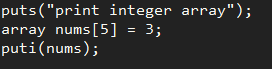 puts("print integer array");
array nums[5] = 3;
puti(nums);